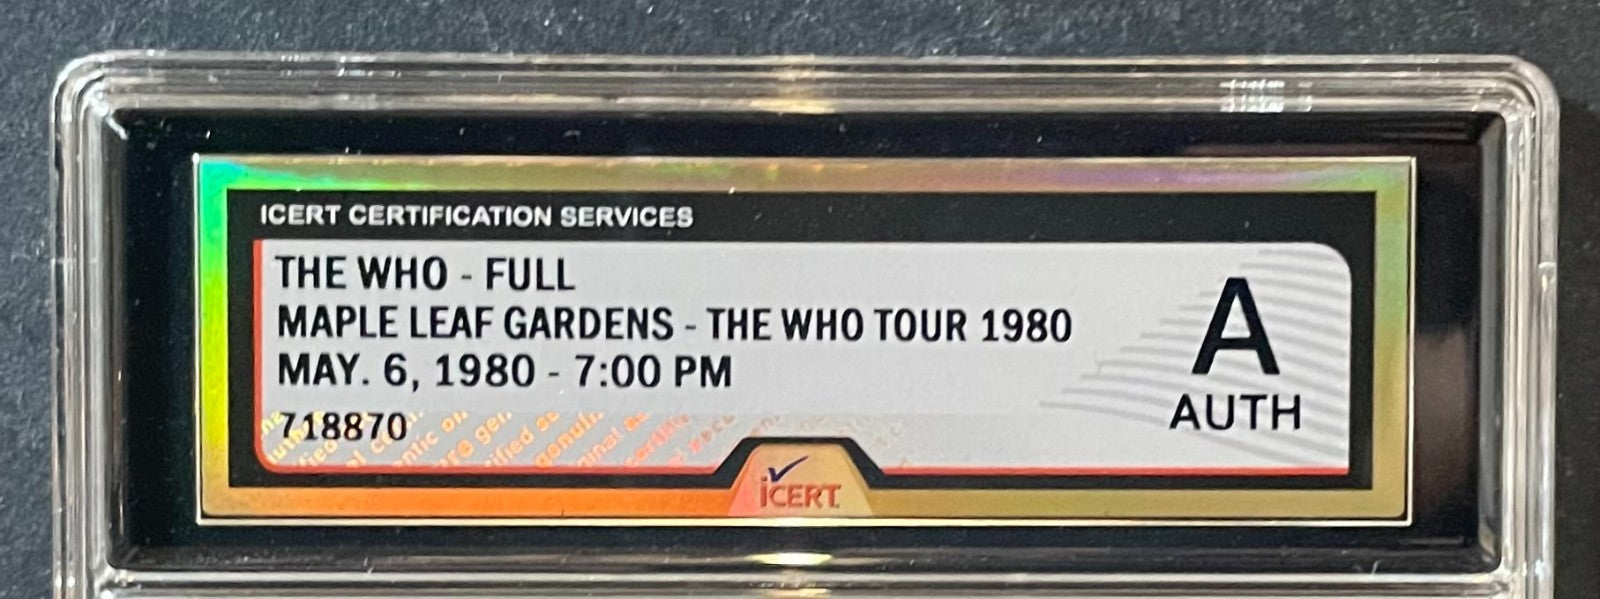 ICERT CERTIFICATION SERVICES
THE WHO - FULL
MAPLE LEAF GARDENS - THE WHO TOUR 1980
MAY. 6, 1980 - 7:00 PM
718870
A
AUTH
iCERT